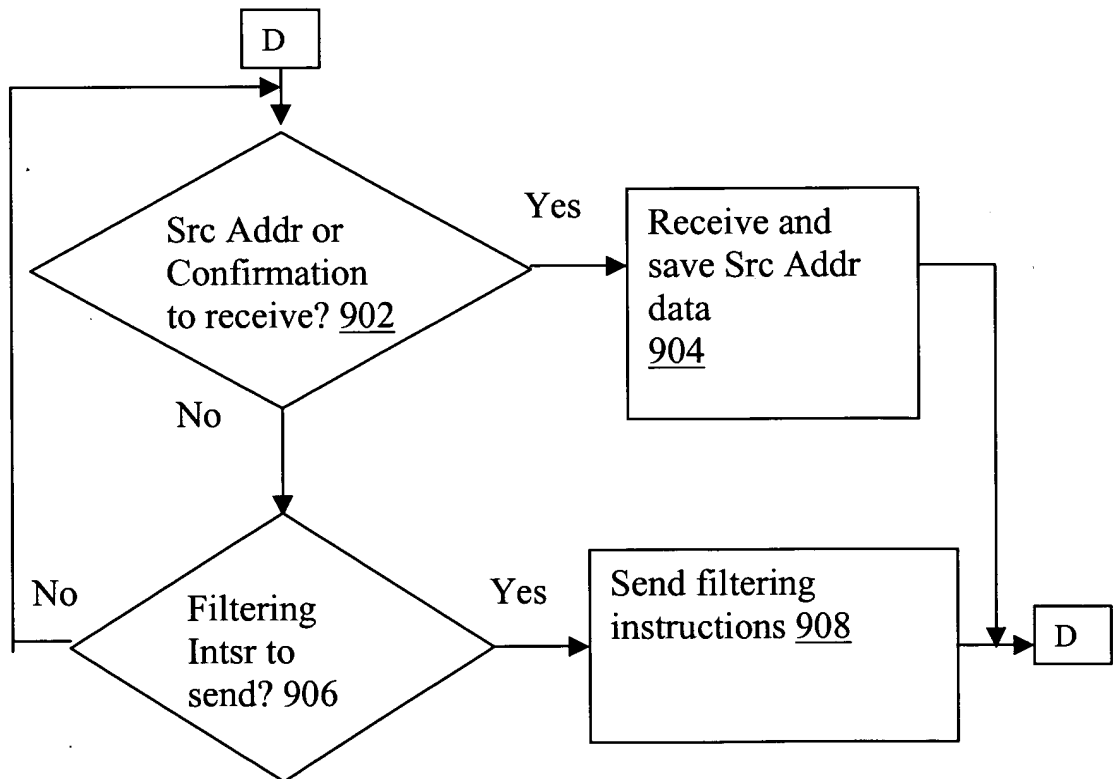 D
Src Addr or
Confirmation
to receive? 902
Yes
Receive and
save Src Addr
data
904
No
Filtering
Intsr to
send? 906
No
Yes
Send filtering
instructions 908
D